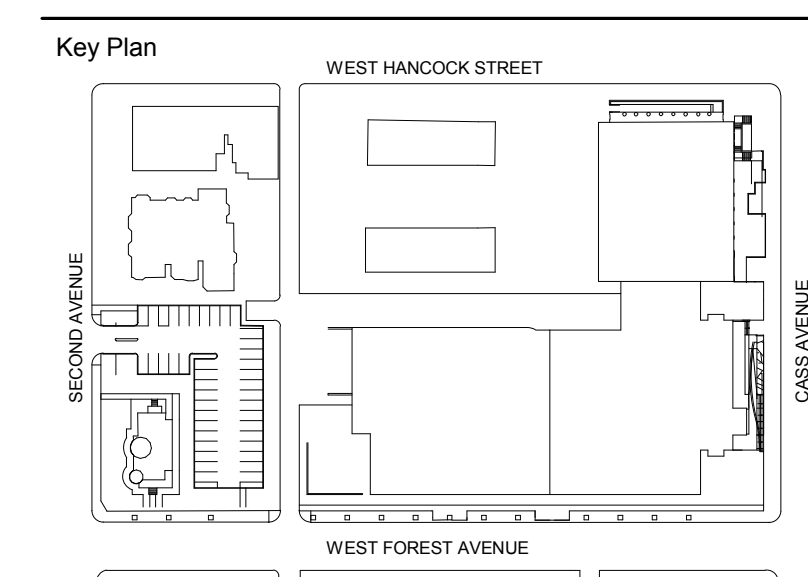 Key Plan
WEST HANCOCK STREET
SECOND AVENUE
CASS AVENUE
WEST FOREST AVENUE